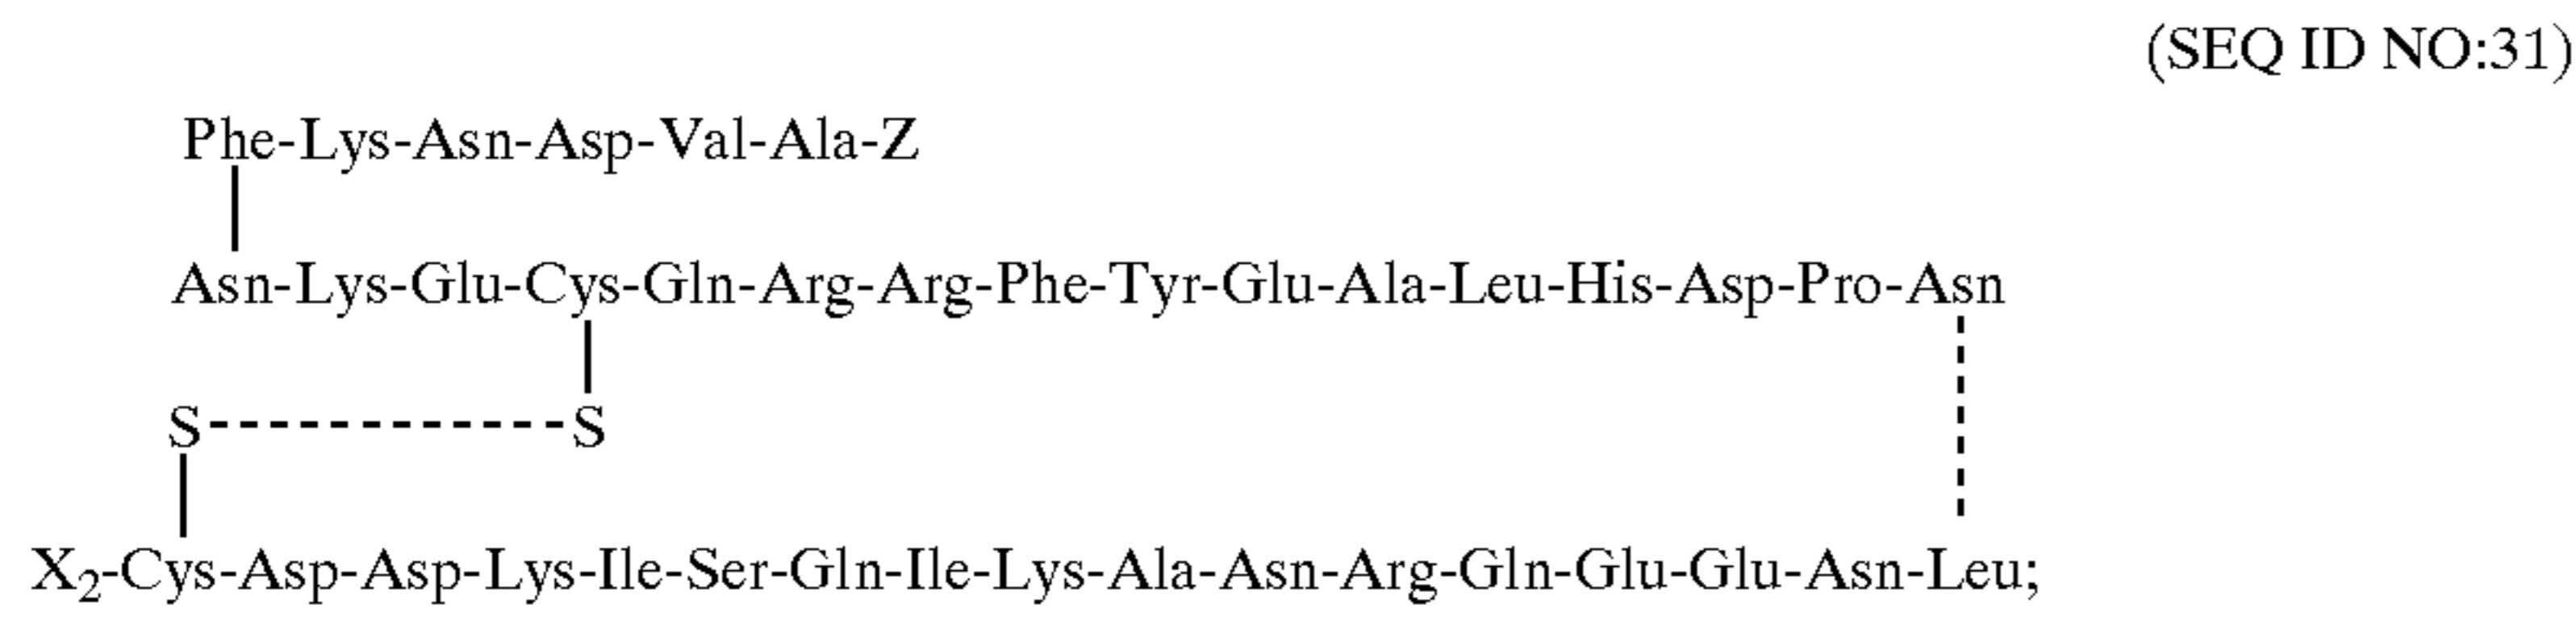 (SEQ ID NO:31)
Phe-Lys-Asn-Asp-Val-Ala-Z
Asn-Lys-Glu-Cys-Gln-Arg-Arg-Phe-Tyr-Glu-Ala-Leu-His-Asp-Pro-Asn
S S
X₂-Cys-Asp-Asp-Lys-Ile-Ser-Gln-Ile-Lys-Ala-Asn-Arg-Gln-Glu-Glu-Asn-Leu;